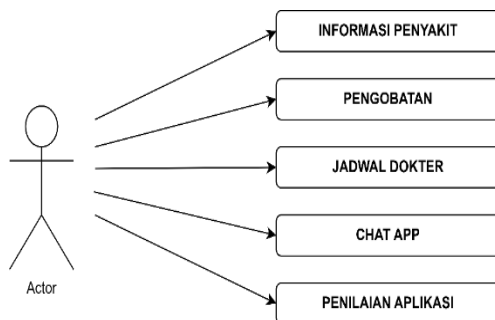 INFORMASI PENYAKIT
PENGOBATAN
JADWAL DOKTER
CHAT APP
PENILAIAN APLIKASI
Actor